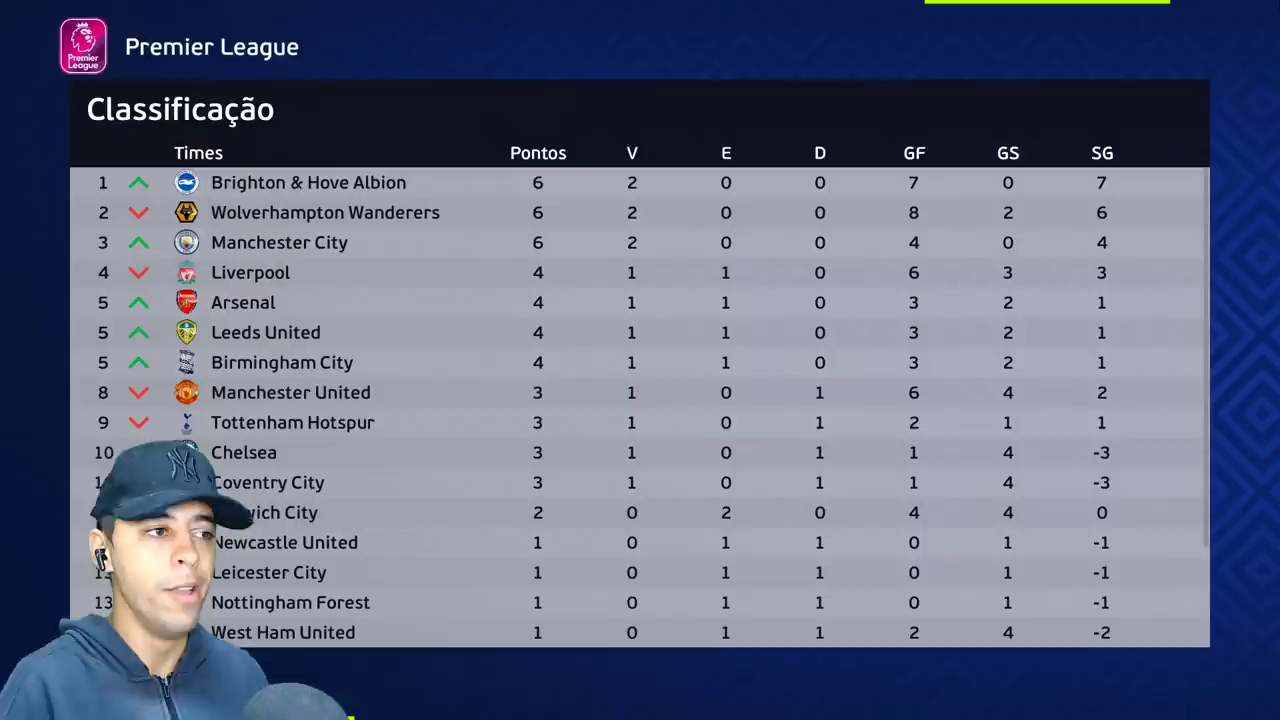 Premier League
Premier League
Classificação
Times Pontos V E D GF GS SG
1 Brighton & Hove Albion 6 2 0 0 7 0 7
2 Wolverhampton Wanderers 6 2 0 0 8 2 6
3 Manchester City 6 2 0 0 4 0 4
4 Liverpool 4 1 1 0 6 3 3
5 Arsenal 4 1 1 0 3 2 1
5 Leeds United 4 1 1 0 3 2 1
5 Birmingham City 4 1 1 0 3 2 1
8 Manchester United 3 1 0 1 6 4 2
9 Tottenham Hotspur 3 1 0 1 2 1 1
10 Chelsea 3 1 0 1 1 4 -3
Coventry City 3 1 0 1 1 4 -3
City 2 0 2 0 4 4 0
Newcastle United 1 0 1 1 0 1 -1
Leicester City 1 0 1 1 0 1 -1
13 Nottingham Forest 1 0 1 1 0 1 -1
West Ham United 1 0 1 1 2 4 -2
NY